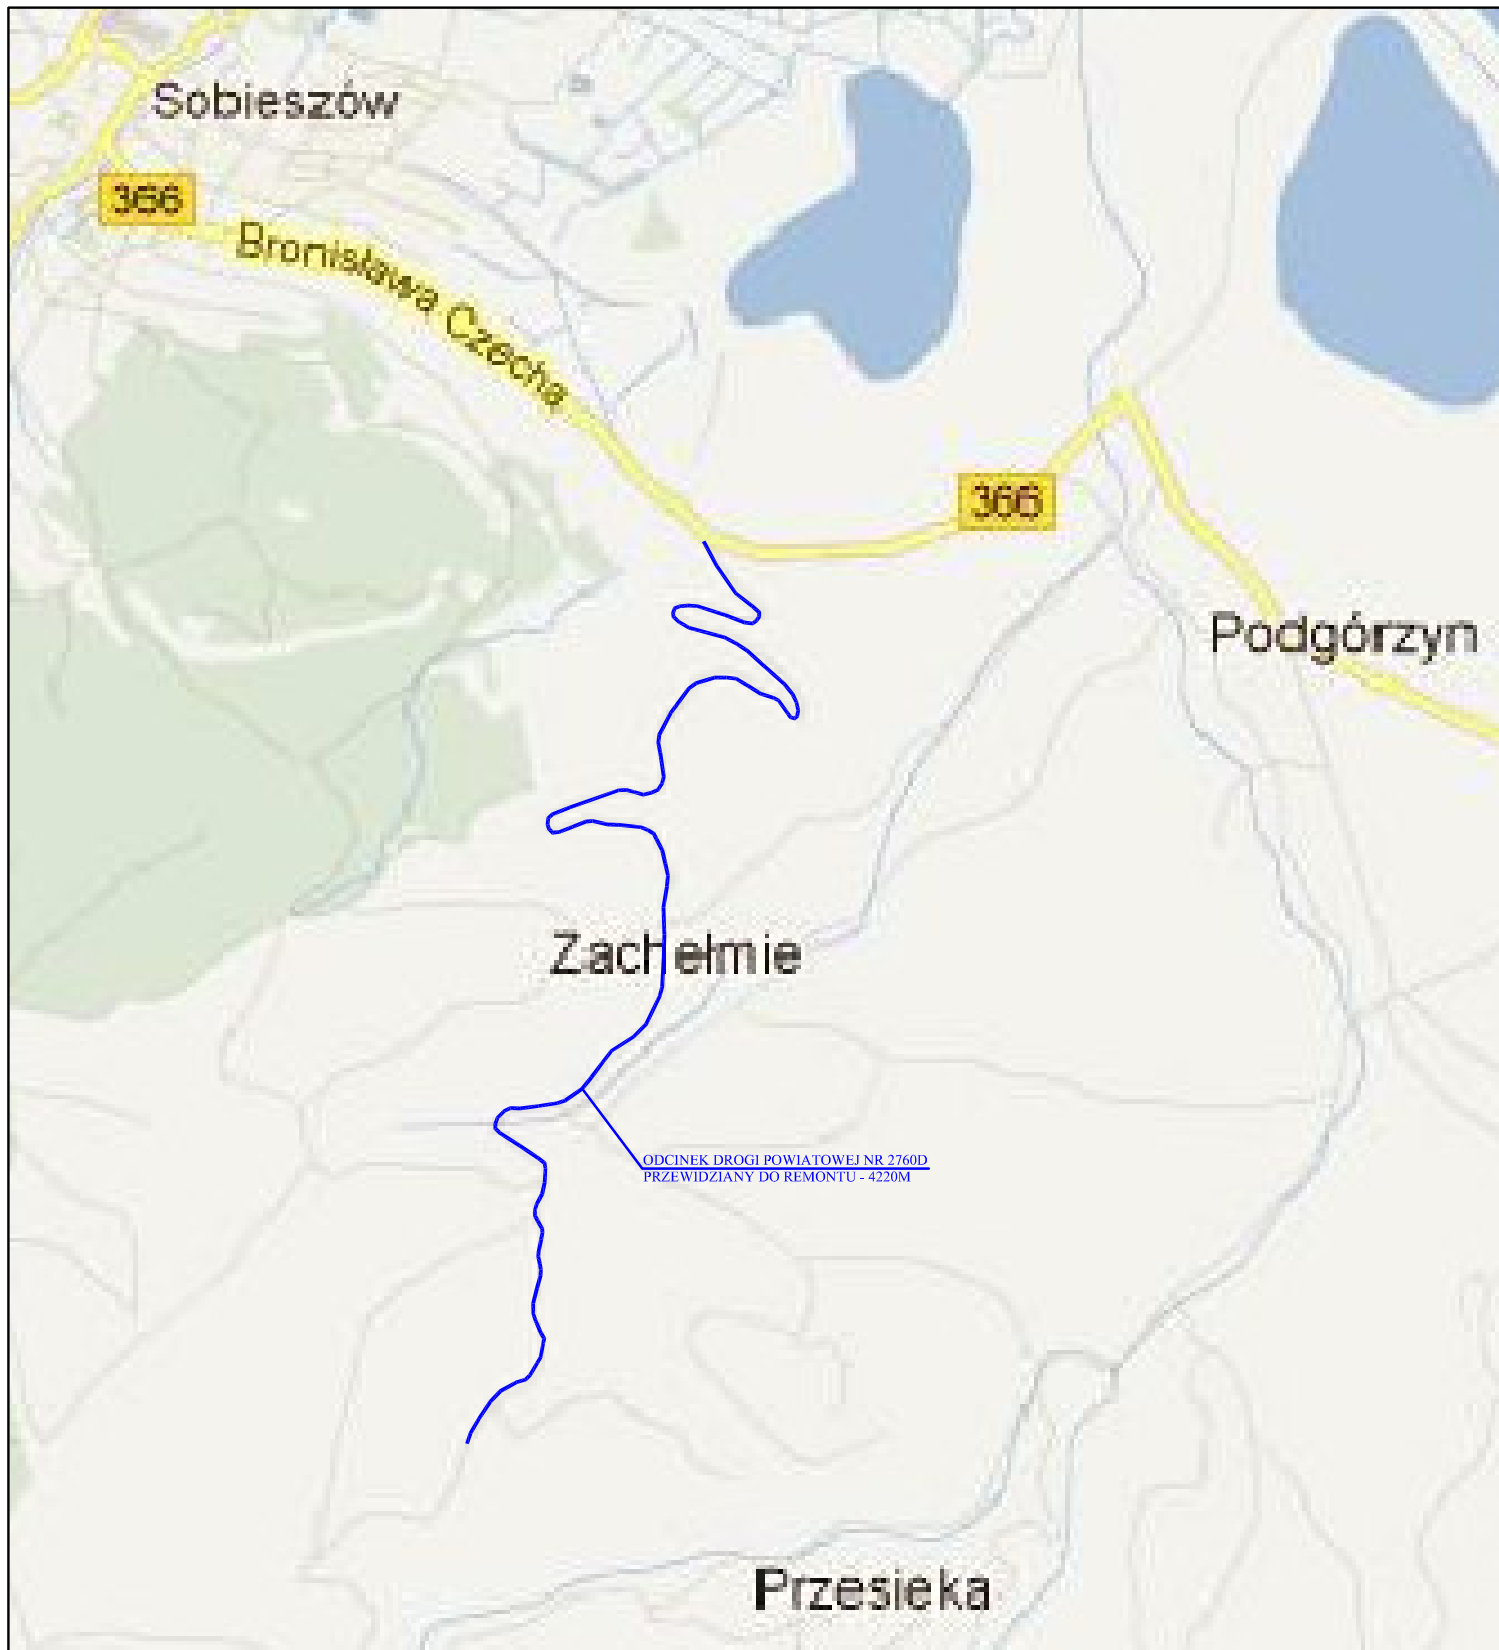 Sobieszów
366
Bronisława Czecha
366
Podgórzyn
Zachełmie
ODCINEK DROGI POWIATOWEJ NR 2760D
PRZEWIDZIANY DO REMONTU - 4220M
Przesieka